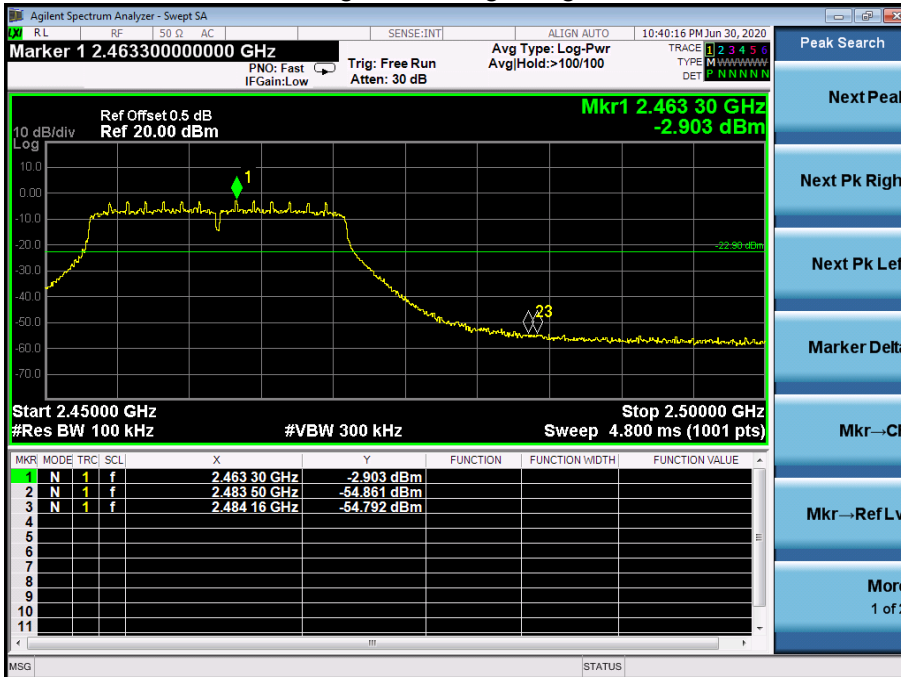 Agilent Spectrum Analyzer - Swept SA
LXI RL RF 50 Ω AC SENSE:INT ALIGN AUTO 10:40:16 PM Jun 30, 2020
Marker 1 2.463300000000 GHz
PNO: Fast
IFGain:Low
Trig: Free Run
Atten: 30 dB
Avg Type: Log-Pwr
Avg|Hold:>100/100
TRACE 1 2 3 4 5 6
TYPE M WWWWW
DET P N N N N N
Peak Search
Ref Offset 0.5 dB
10 dB/div Ref 20.00 dBm
Log
Mkr1 2.463 30 GHz
-2.903 dBm
10.0
0.00
-10.0
-20.0
-30.0
-40.0
-50.0
-60.0
-70.0
1
-22.90 dBm
23
Start 2.45000 GHz Stop 2.50000 GHz
#Res BW 100 kHz #VBW 300 kHz Sweep 4.800 ms (1001 pts)
MKR MODE TRC SCL X Y FUNCTION FUNCTION WIDTH FUNCTION VALUE
1 N 1 f 2.463 30 GHz -2.903 dBm
2 N 1 f 2.483 50 GHz -54.861 dBm
3 N 1 f 2.484 16 GHz -54.792 dBm
4
5
6
7
8
9
10
11
MSG STATUS
Next Peak
Next Pk Righ
Next Pk Lef
Marker Delta
Mkr→C
Mkr→Ref Lv
More
1 of 2